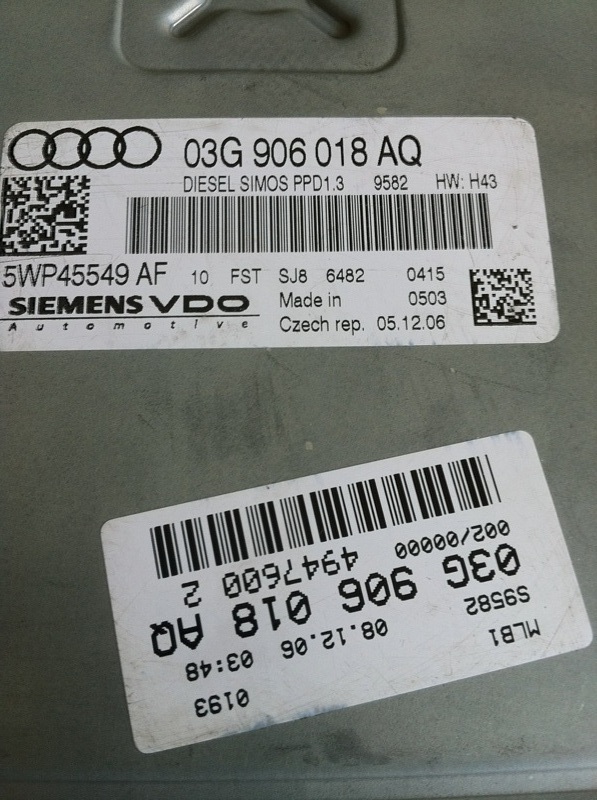 03G 906 018 AQ
DIESEL SIMOS PPD1.3 9582 HW: H43
5WP45549 AF 10 FST SJ8 6482 0415
SIEMENS VDO Made in 0503
Automotive Czech rep. 05.12.06
MLB1 0193
S9582 08.12.06 03:48
03G 906 018 AQ
002/00000 4947600 2